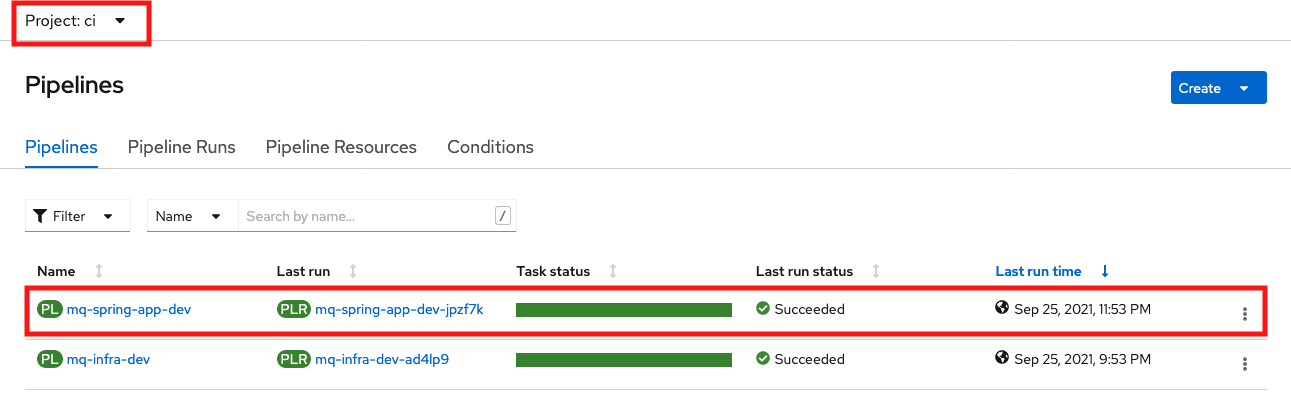 Project: ci
Pipelines
Create
Pipelines Pipeline Runs Pipeline Resources Conditions
Filter Name Search by name... /
Name Last run Task status Last run status Last run time
PL mq-spring-app-dev PLR mq-spring-app-dev-jpzf7k Succeeded Sep 25, 2021, 11:53 PM
PL mq-infra-dev PLR mq-infra-dev-ad4lp9 Succeeded Sep 25, 2021, 9:53 PM